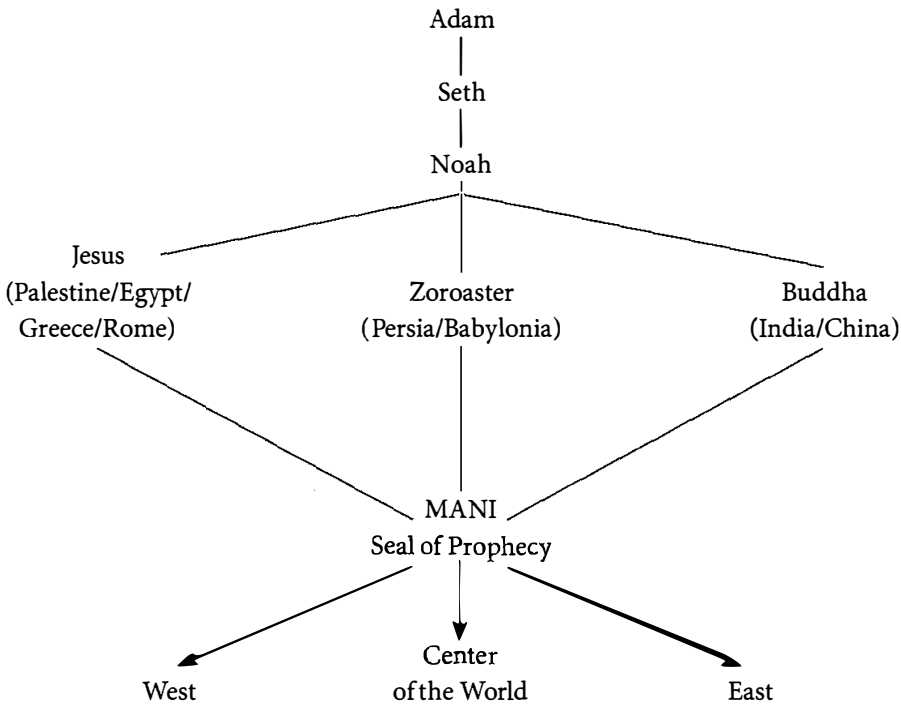 Adam
Seth
Noah
Jesus
(Palestine/Egypt/
Greece/Rome)
Zoroaster
(Persia/Babylonia)
Buddha
(India/China)
MANI
Seal of Prophecy
West
Center
of the World
East